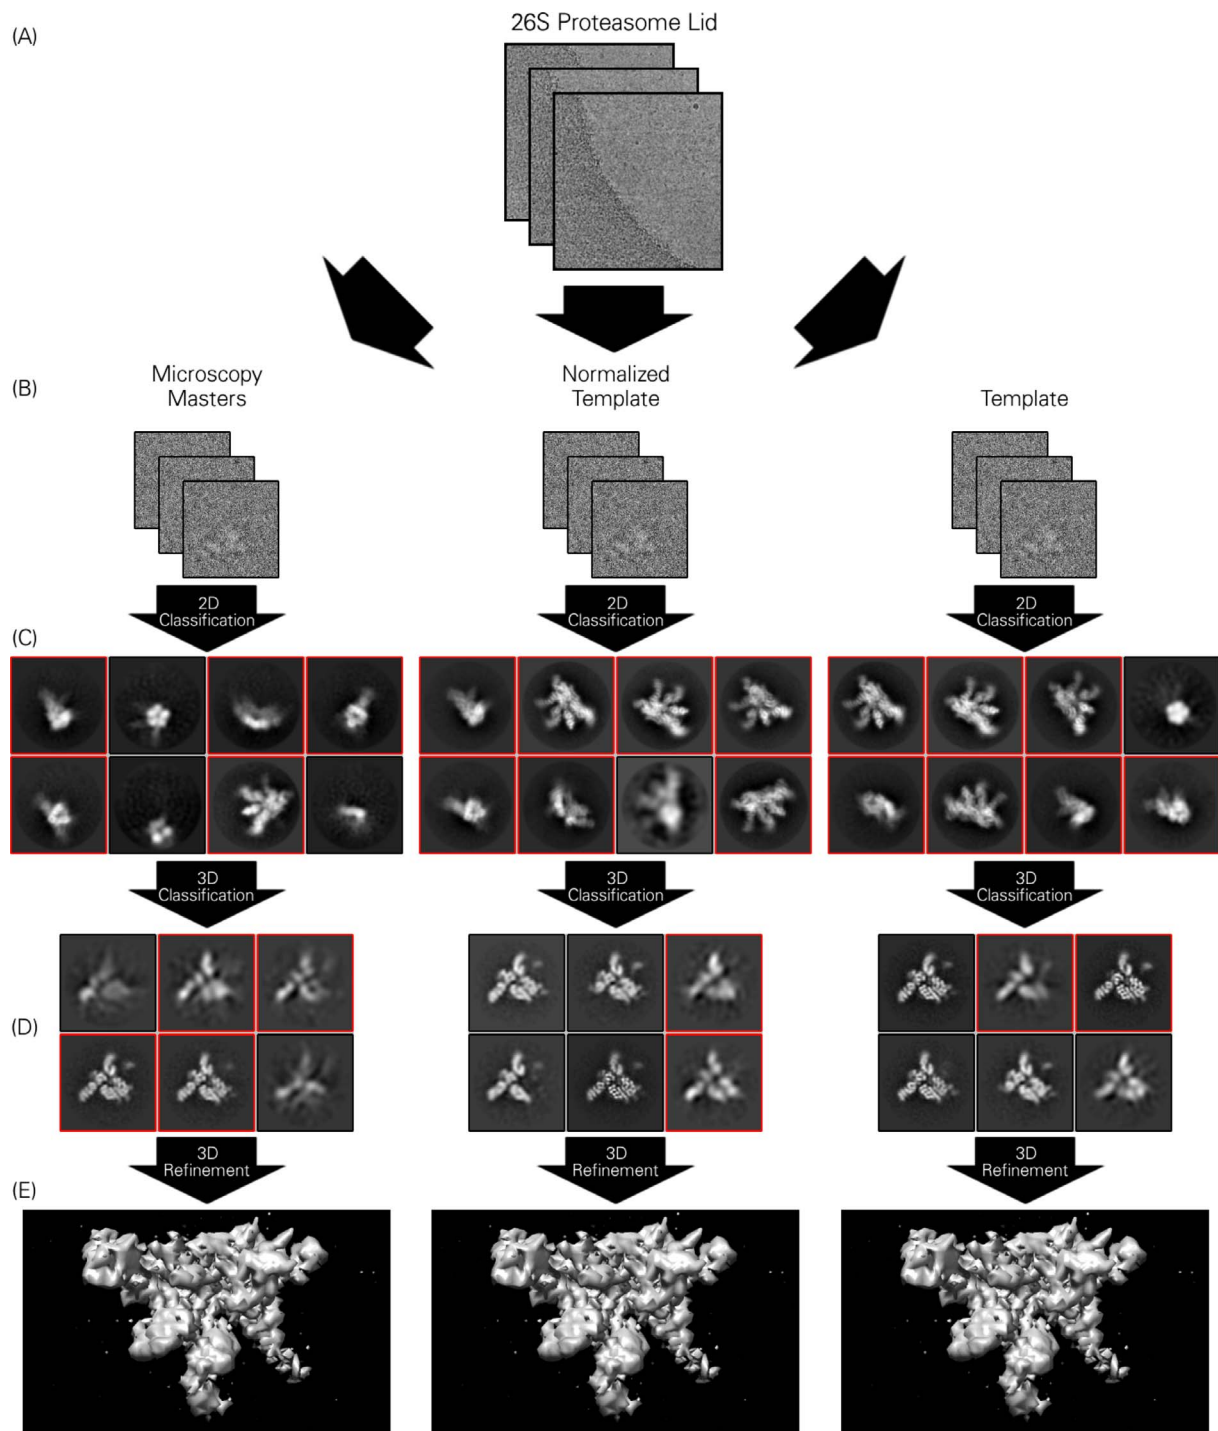 (A)
26S Proteasome Lid
(B)
Microscopy
Masters
Normalized
Template
Template
2D
Classification
2D
Classification
2D
Classification
(C)
3D
Classification
3D
Classification
3D
Classification
(D)
3D
Refinement
3D
Refinement
3D
Refinement
(E)